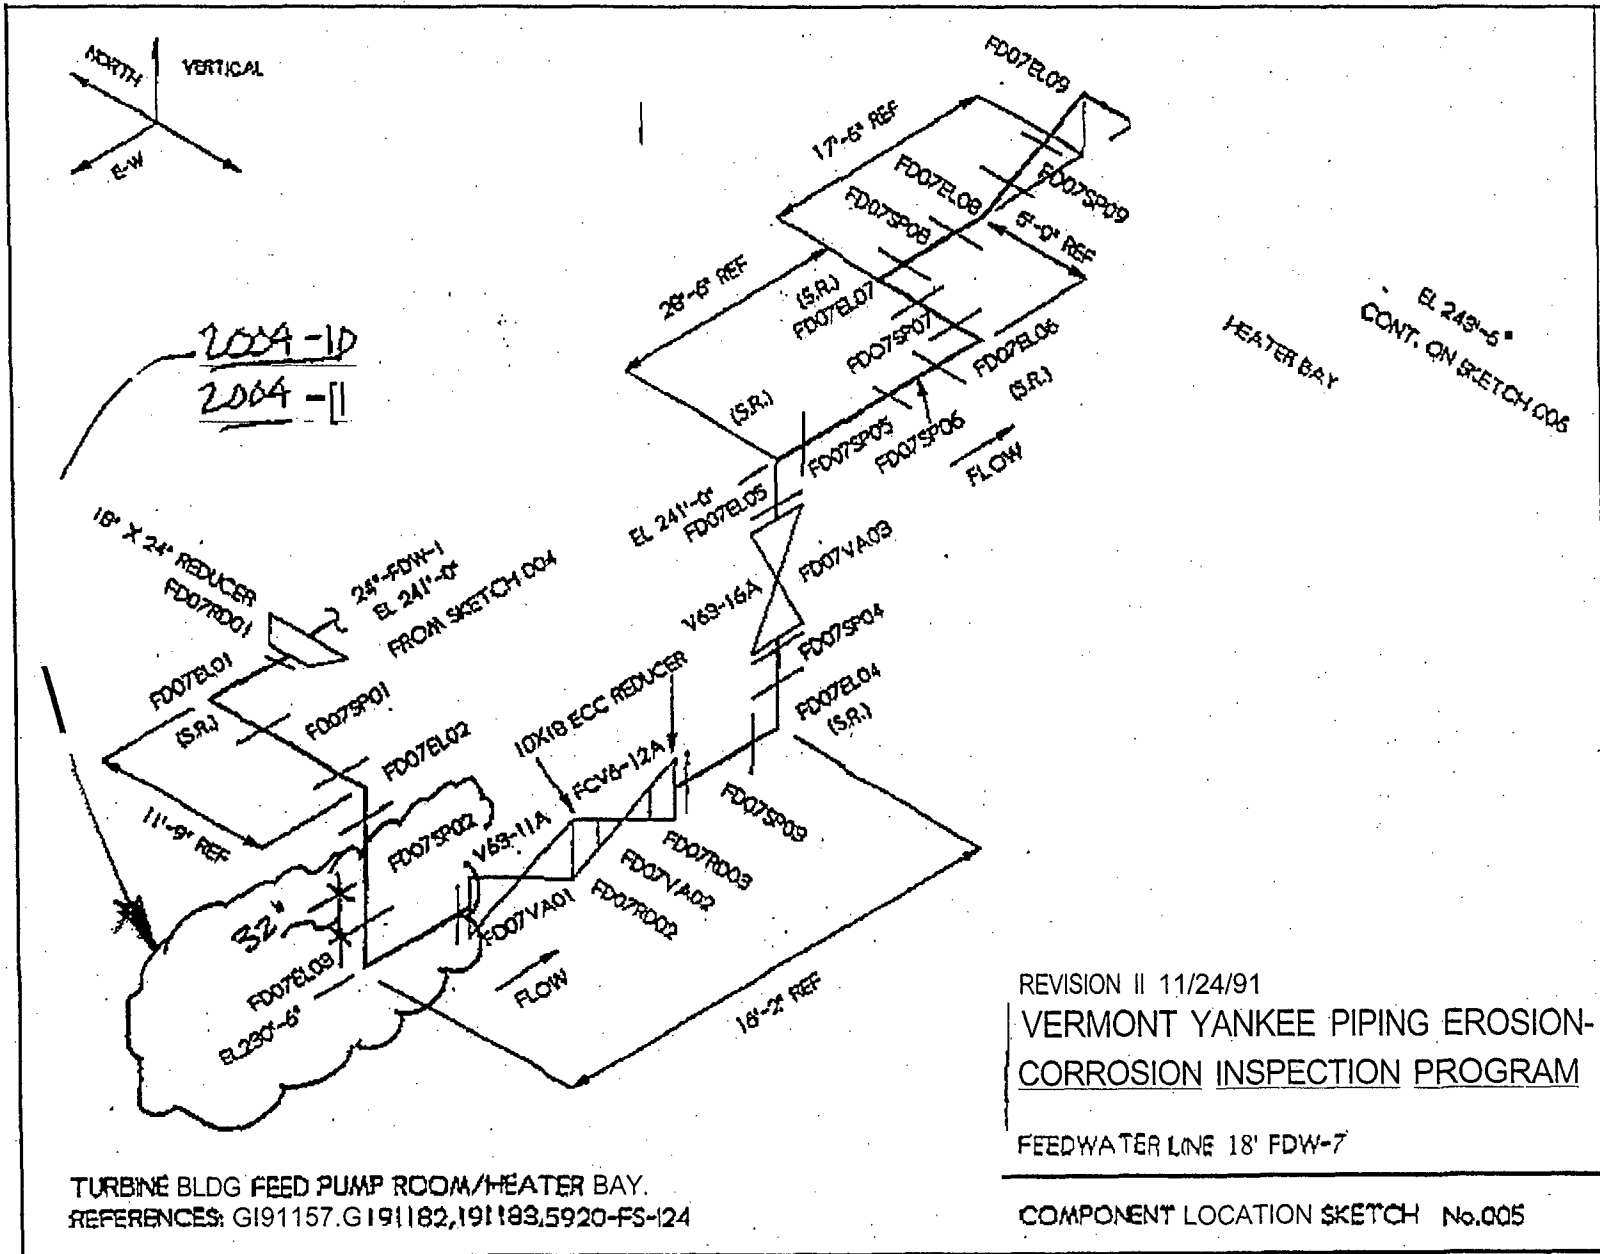 NORTH
VERTICAL
E-W
FD07EL09
17'-6" REF
FD07EL08
FD07SP09
FD07SP08
5'-0" REF
26'-6" REF
(S.R.)
FD07EL07
FD07SP07
FD07EL06
(S.R.)
HEATER BAY
EL 243'-6"
CONT. ON SKETCH 006
2004-10
2004-11
(S.R.)
FD07SP05
FD07SP06
FLOW
EL 241'-0"
FD07EL05
FD07VA03
V63-16A
18" X 24" REDUCER
FD07RD01
24"-FDW-1
EL 241'-0"
FROM SKETCH 004
FD07SP04
FD07EL04
(S.R.)
FD07EL01
(S.R.)
FD07SP01
FD07EL02
10X18 ECC REDUCER
FCV6-12A
11'-9" REF
FD07SP02
V63-11A
FD07SP03
FD07RD03
FD07VA02
FD07RD02
FD07VA01
32"
FD07EL03
EL230'-6"
FLOW
16'-2" REF
REVISION II 11/24/91
VERMONT YANKEE PIPING EROSION-
CORROSION INSPECTION PROGRAM
FEEDWATER LINE 18' FDW-7
TURBINE BLDG FEED PUMP ROOM/HEATER BAY.
REFERENCES: G191157.G191182,191183,5920-FS-124
COMPONENT LOCATION SKETCH No.005